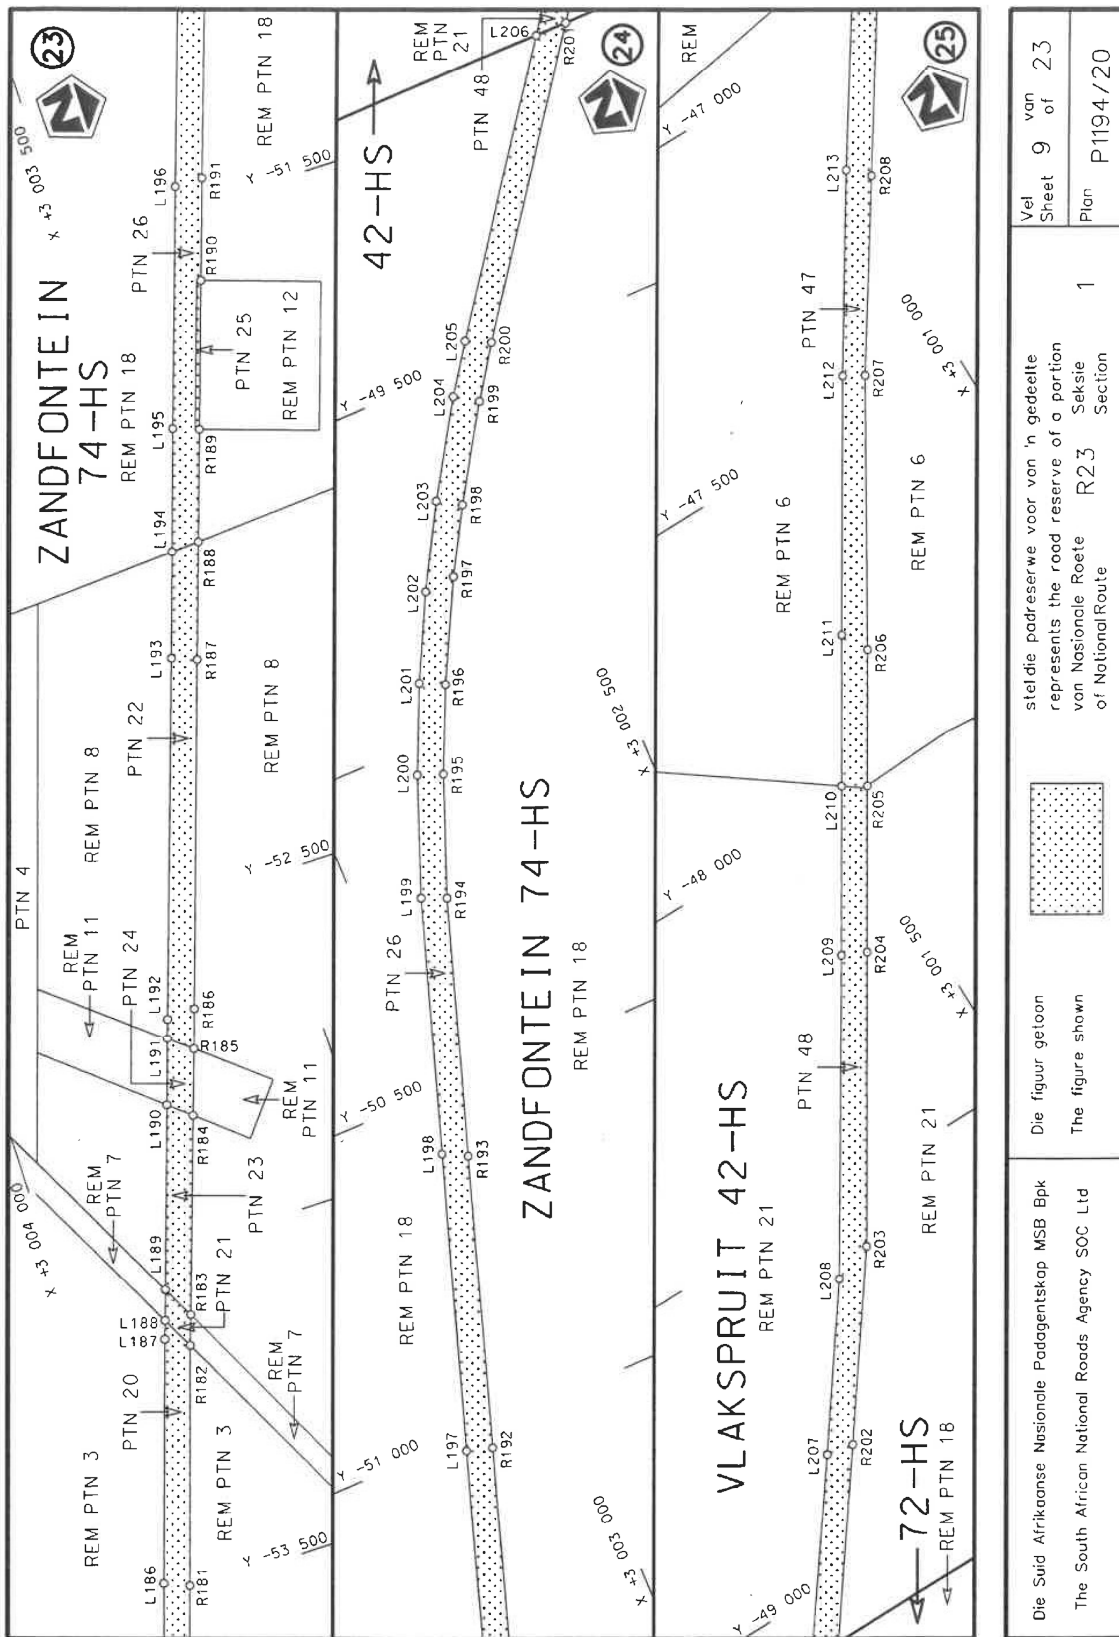 ZANDFONTEIN
74-HS
23
X +3 003 500
REM PTN 3
PTN 20
REM PTN 3
L186
R181
Y -53 500
X +3 004 000
L187
L188
R182
PTN 21
REM
PTN 7
REM
PTN 7
L189
R183
PTN 23
L190
R184
L191
R185
L192
R186
REM
PTN 11
PTN 24
REM
PTN 11
PTN 4
REM PTN 8
PTN 22
REM PTN 8
Y -52 500
L193
R187
L194
R188
REM PTN 18
L195
R189
PTN 25
REM PTN 12
R190
PTN 26
L196
R191
REM PTN 18
Y -51 500
24
42-HS
REM
PTN
21
PTN 48
L206
R201
Y -51 000
L197
R192
REM PTN 18
X +3 003 000
L198
R193
Y -50 500
ZANDFONTEIN 74-HS
REM PTN 18
PTN 26
L199
R194
L200
R195
L201
R196
L202
R197
L203
R198
L204
R199
L205
R200
Y -49 500
X +3 002 500
25
72-HS
REM PTN 18
Y -49 000
L207
R202
VLAKSPRUIT 42-HS
REM PTN 21
L208
R203
REM PTN 21
PTN 48
L209
R204
X +3 001 500
Y -48 000
L210
R205
L211
R206
REM PTN 6
REM PTN 6
Y -47 500
L212
R207
PTN 47
X +3 001 000
L213
R208
Y -47 000
REM
Die Suid Afrikaanse Nasionale Padagentskap MSB Bpk
The South African National Roads Agency SOC Ltd
Die figuur getoon
The figure shown
stel die padreserwe voor van 'n gedeelte
represents the road reserve of a portion
van Nasionale Roete R23 Seksie 1
of National Route Section
Vel 9 van 23
Sheet of
Plan P1194/20